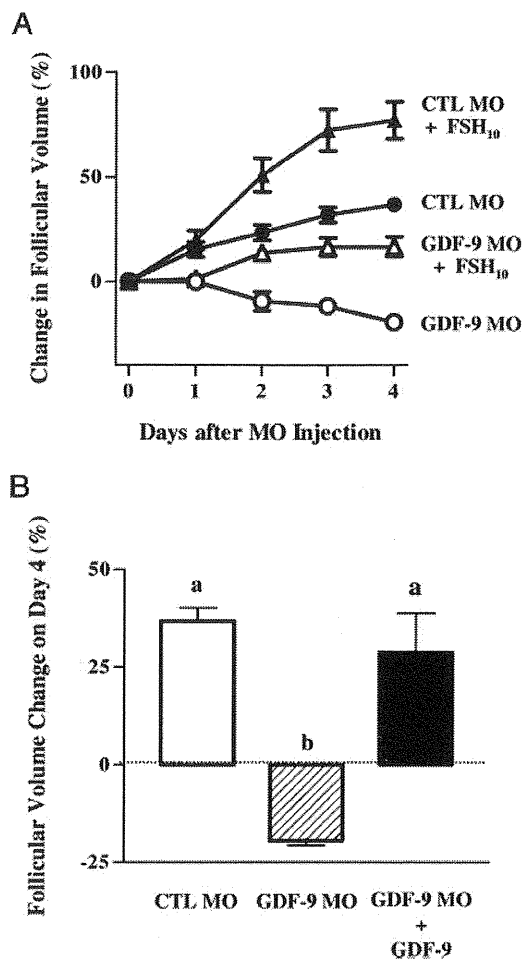 A
Change in Follicular Volume (%)
100
50
0
CTL MO
+ FSH₁₀
CTL MO
GDF-9 MO
+ FSH₁₀
GDF-9 MO
0 1 2 3 4
Days after MO Injection
B
Follicular Volume Change on Day 4 (%)
50
25
0
-25
a
b
a
CTL MO GDF-9 MO GDF-9 MO
+
GDF-9